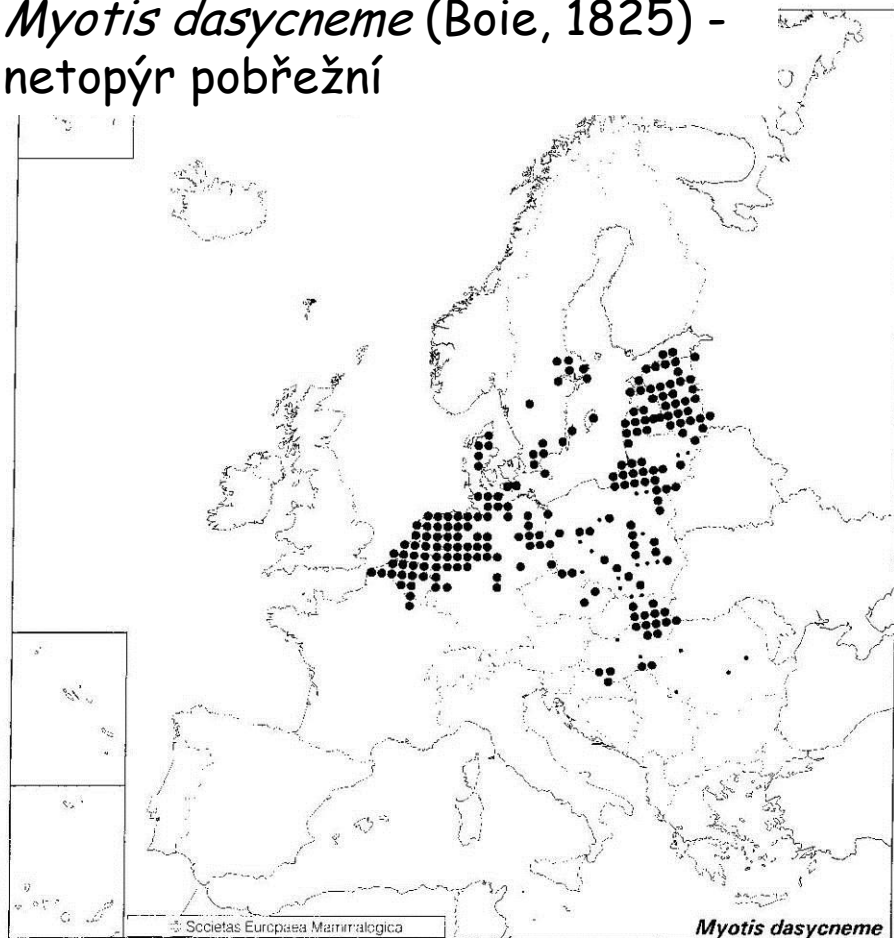 Myotis dasycneme (Boie, 1825) -
netopýr pobřežní
© Societas Europaea Mammalogica
Myotis dasycneme